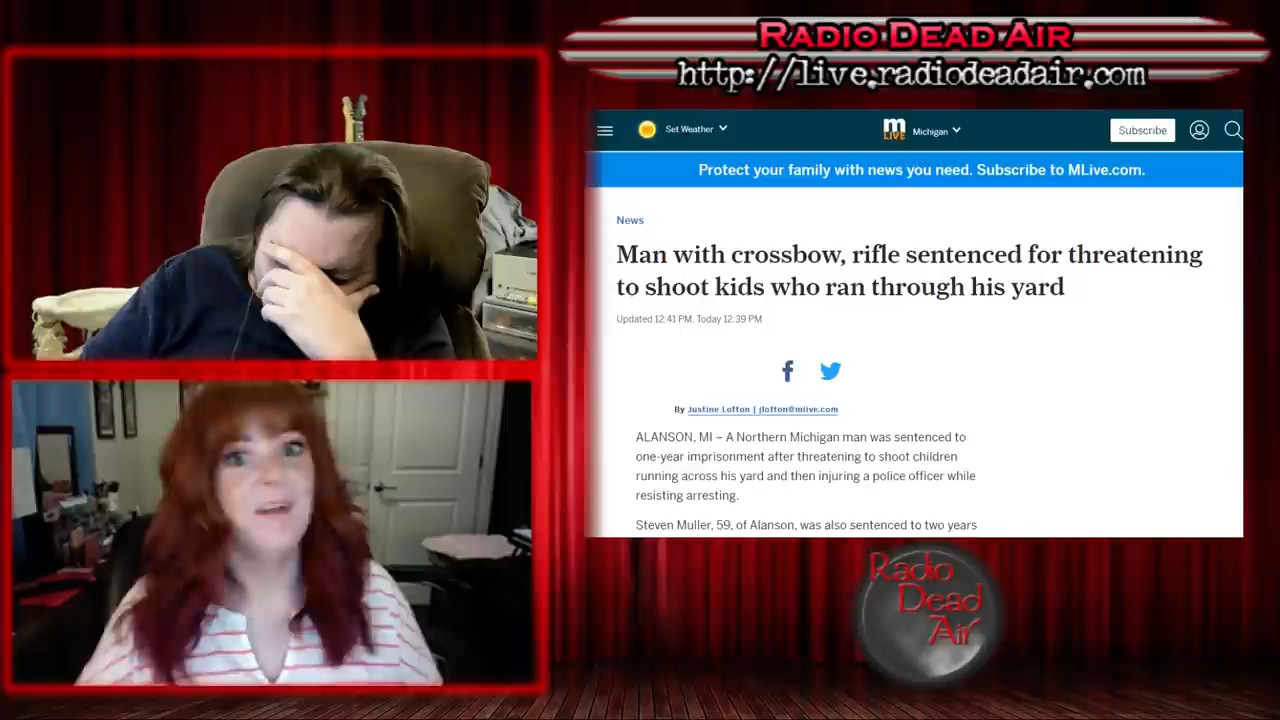 RADIO DEAD AIR
http://live.radiodeadair.com
Set Weather
m
LIVE
Michigan
Subscribe
Protect your family with news you need. Subscribe to MLive.com.
News
Man with crossbow, rifle sentenced for threatening
to shoot kids who ran through his yard
Updated 12:41 PM, Today 12:39 PM
By Justine Lofton | jlofton@mlive.com
ALANSON, MI – A Northern Michigan man was sentenced to
one-year imprisonment after threatening to shoot children
running across his yard and then injuring a police officer while
resisting arresting.
Steven Muller, 59, of Alanson, was also sentenced to two years
Radio
Dead
Air